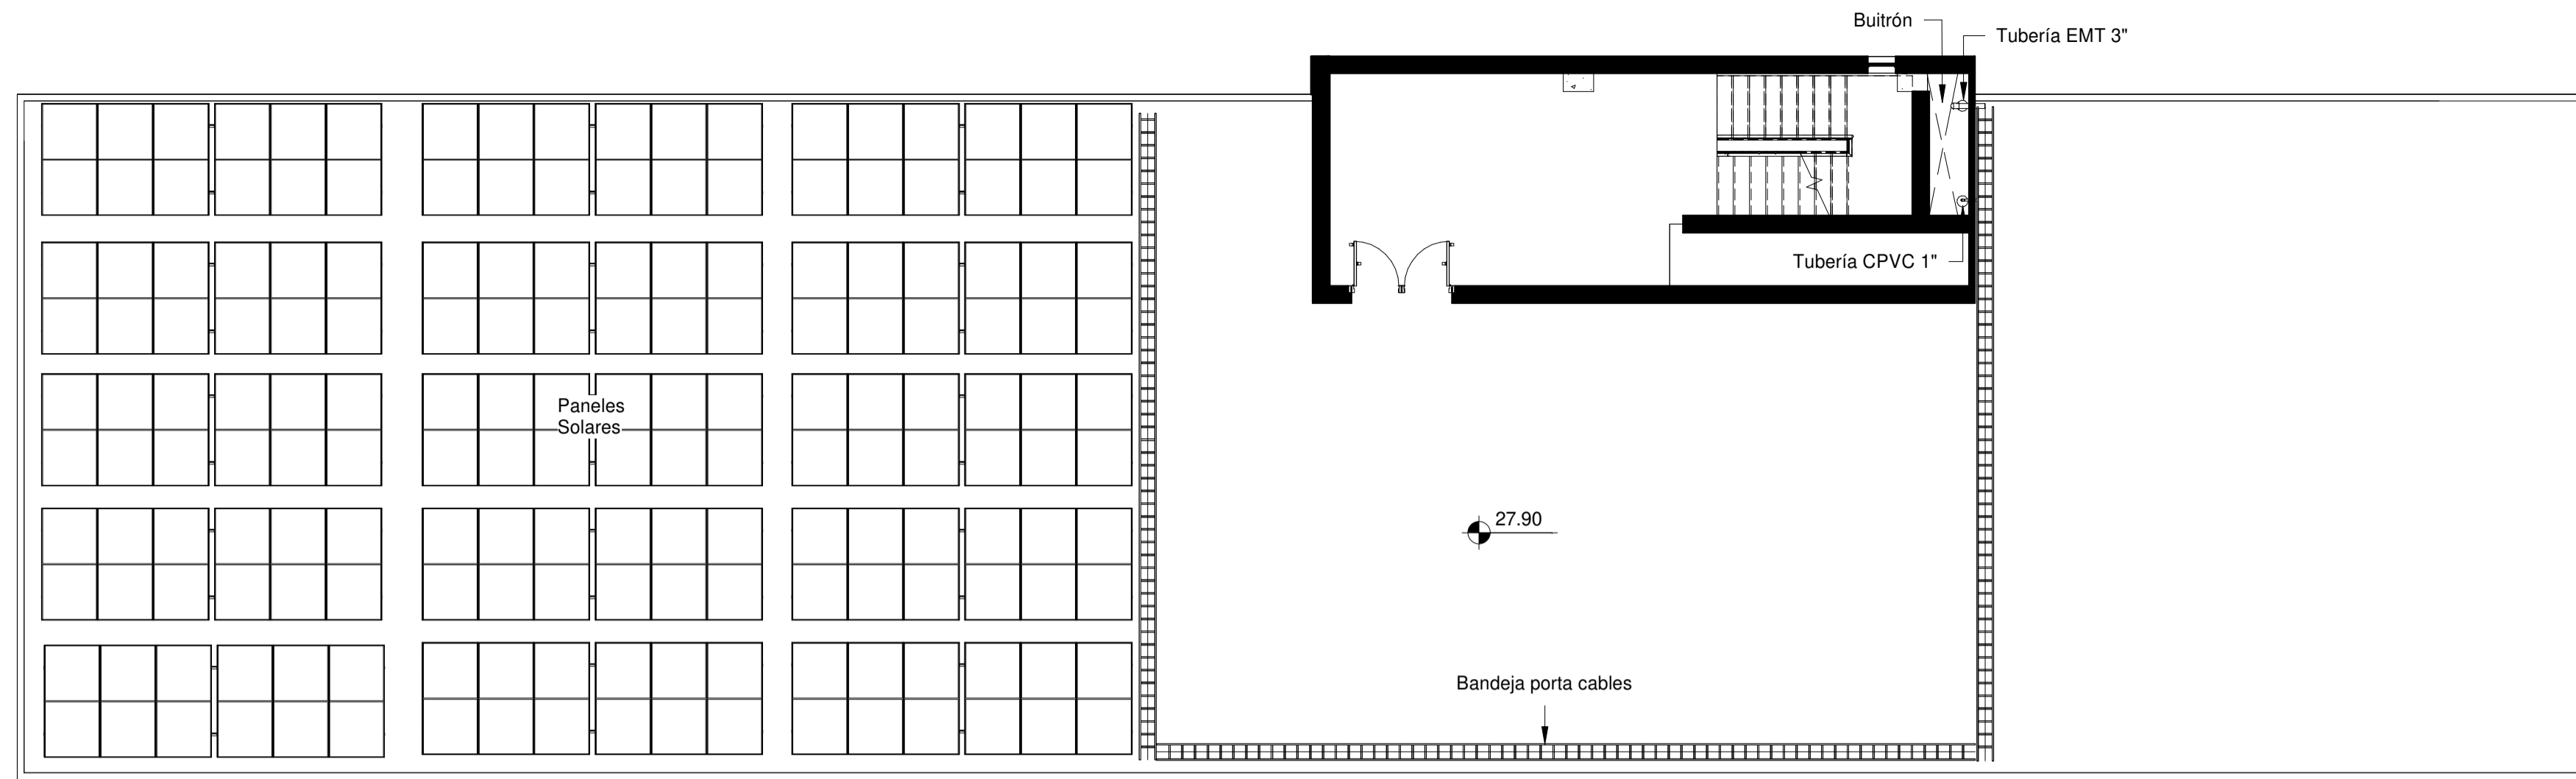 Buitrón
Tubería EMT 3"
Tubería CPVC 1"
Paneles
Solares
27.90
Bandeja porta cables